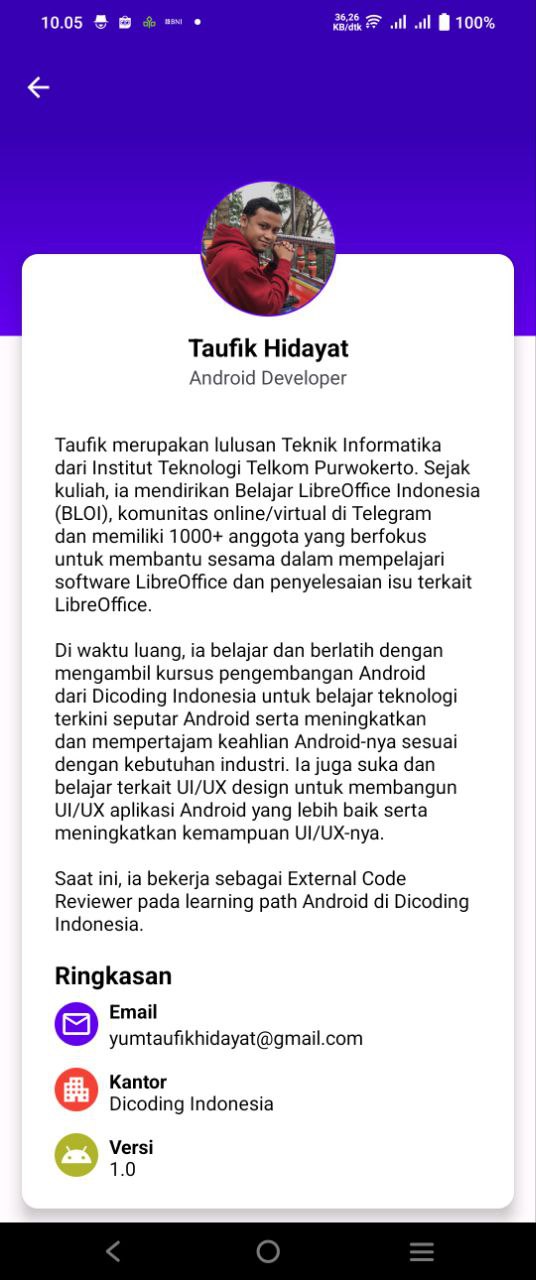 10.05
BNI
36,26
KB/dtk
100%
Taufik Hidayat
Android Developer
Taufik merupakan lulusan Teknik Informatika
dari Institut Teknologi Telkom Purwokerto. Sejak
kuliah, ia mendirikan Belajar LibreOffice Indonesia
(BLOI), komunitas online/virtual di Telegram
dan memiliki 1000+ anggota yang berfokus
untuk membantu sesama dalam mempelajari
software LibreOffice dan penyelesaian isu terkait
LibreOffice.
Di waktu luang, ia belajar dan berlatih dengan
mengambil kursus pengembangan Android
dari Dicoding Indonesia untuk belajar teknologi
terkini seputar Android serta meningkatkan
dan mempertajam keahlian Android-nya sesuai
dengan kebutuhan industri. Ia juga suka dan
belajar terkait UI/UX design untuk membangun
UI/UX aplikasi Android yang lebih baik serta
meningkatkan kemampuan UI/UX-nya.
Saat ini, ia bekerja sebagai External Code
Reviewer pada learning path Android di Dicoding
Indonesia.
Ringkasan
Email
yumtaufikhidayat@gmail.com
Kantor
Dicoding Indonesia
Versi
1.0